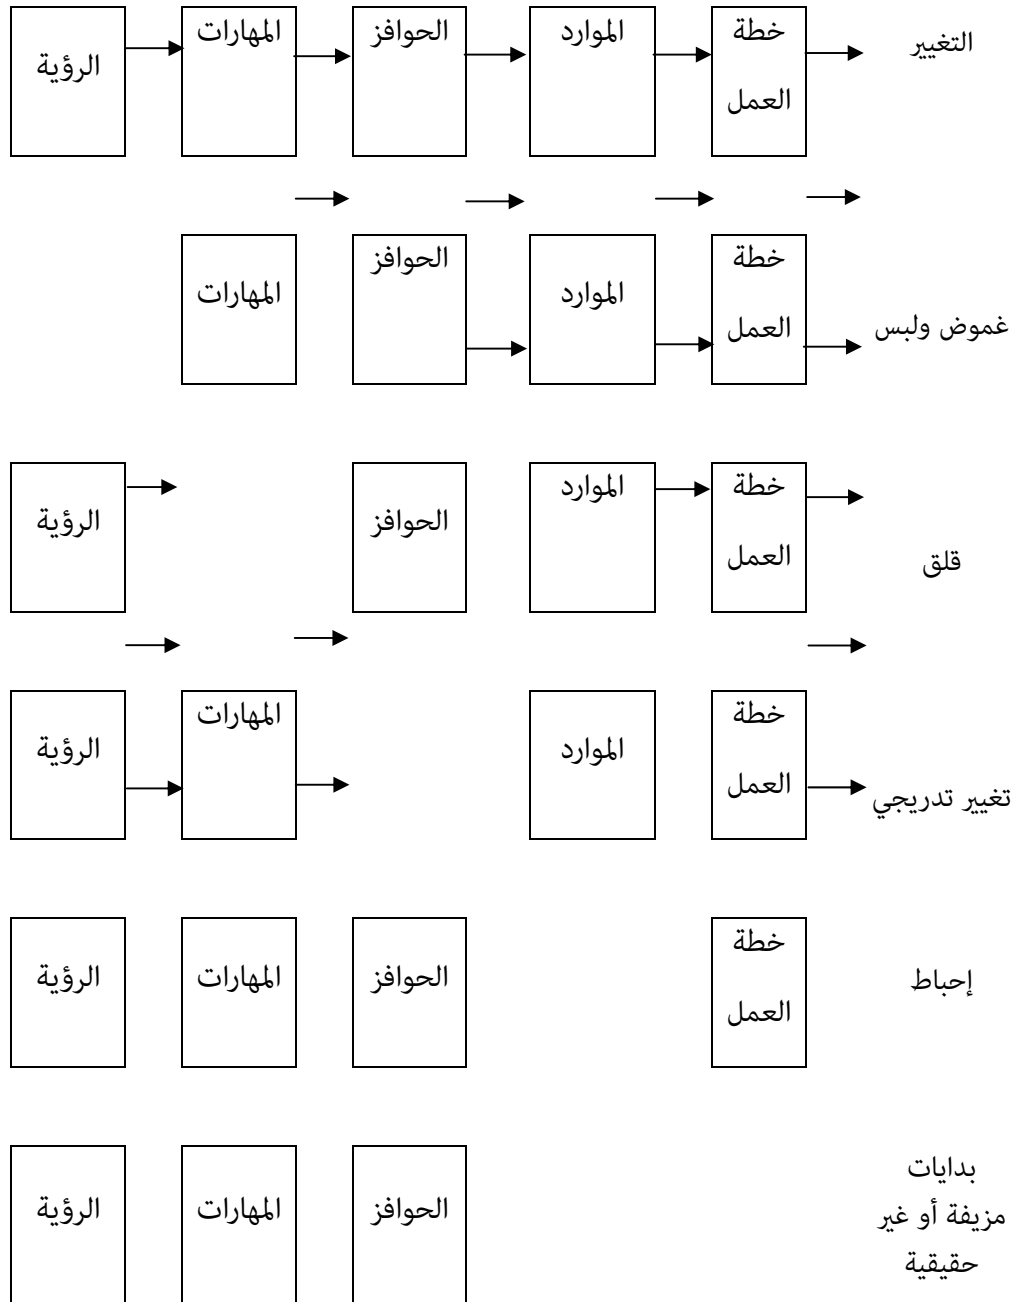 الرؤية
المهارات
الحوافز
الموارد
خطة
العمل
التغيير
المهارات
الحوافز
الموارد
خطة
العمل
غموض ولبس
الرؤية
الحوافز
الموارد
خطة
العمل
قلق
الرؤية
المهارات
الموارد
خطة
العمل
تغيير تدريجي
الرؤية
المهارات
الحوافز
خطة
العمل
إحباط
الرؤية
المهارات
الحوافز
بدايات
مزيفة أو غير
حقيقية